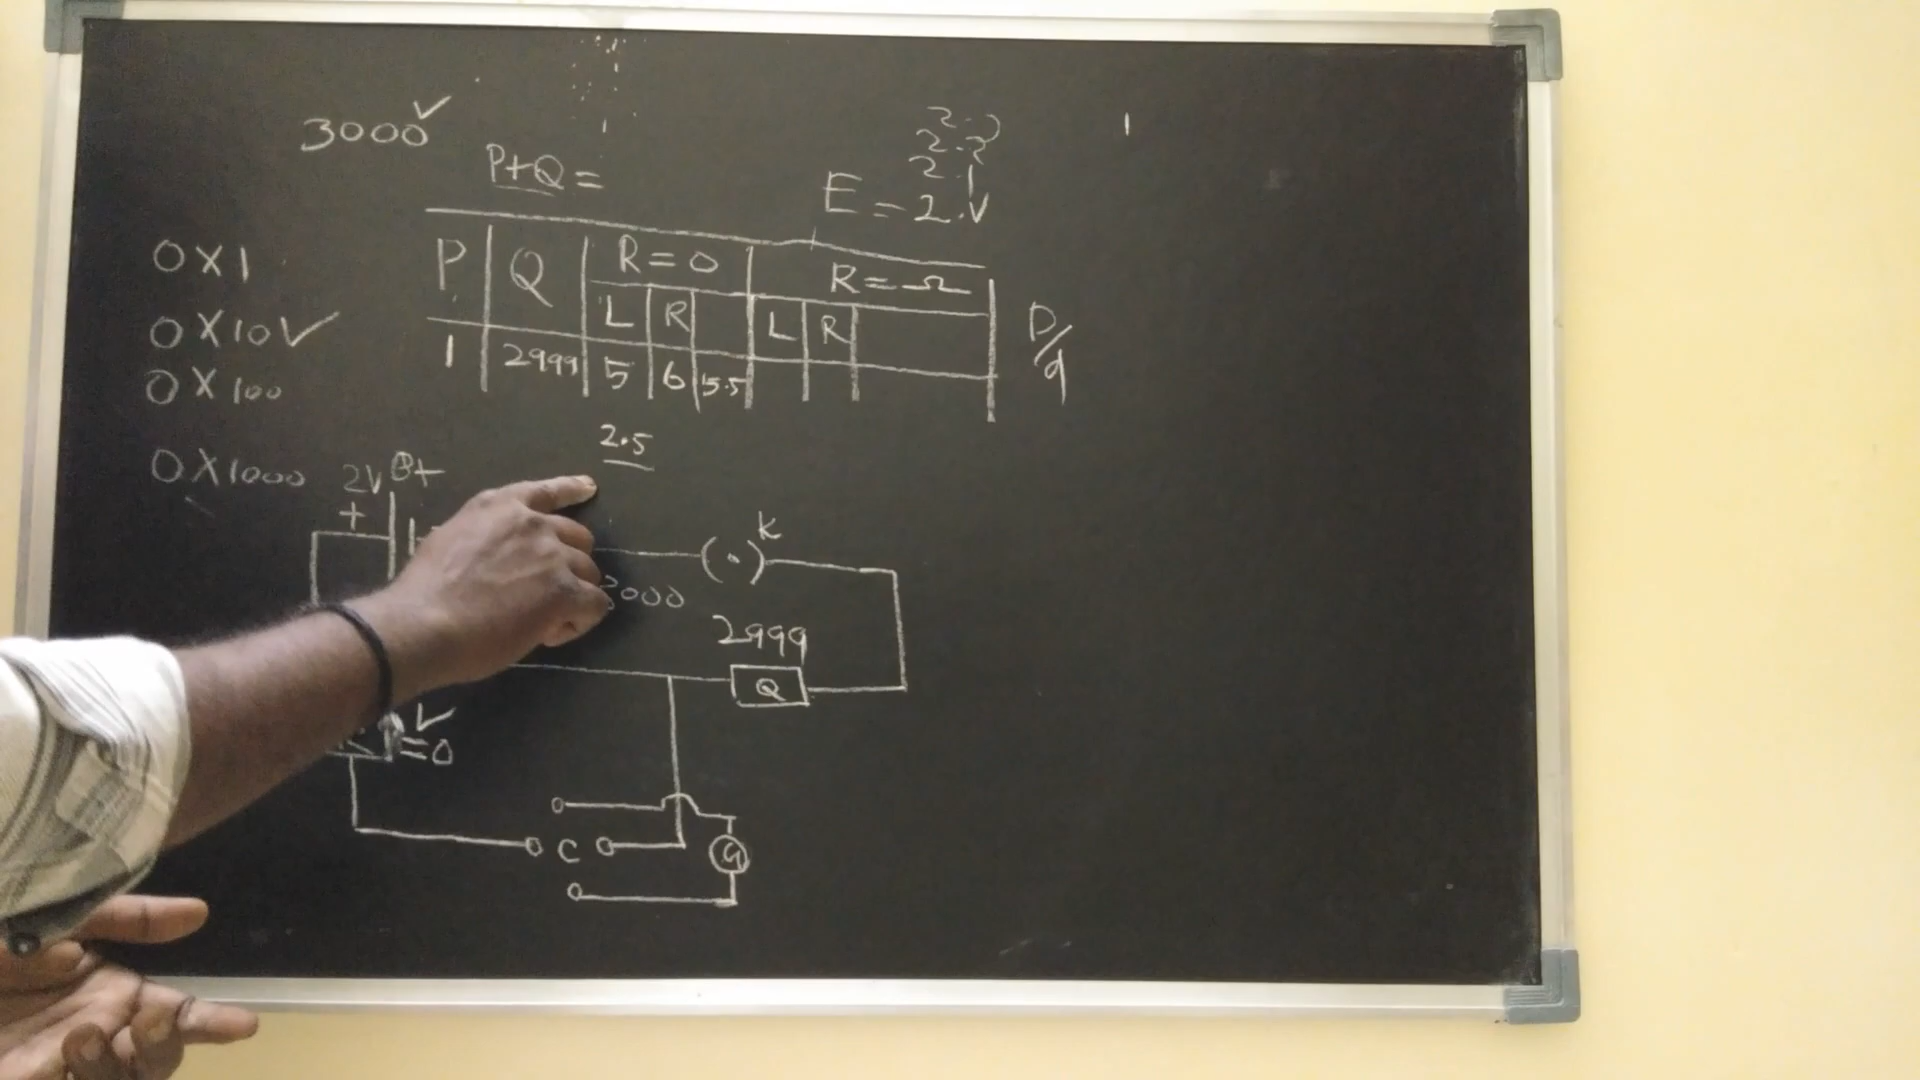 3000 ✓
P+Q =
2.3
2.2
2.1
E = 2.V
0 X 1
0 X 10 ✓
0 X 100
0 X 1000
P Q R = 0 R = Ω D/d
L R L R
1 2999 5 6 5.5
2.5
2V B+
+
K
3000
2999
Q
✓
= 0
C
G